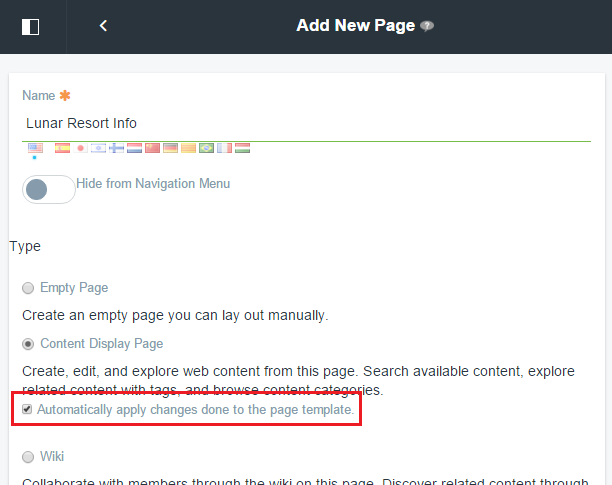 Add New Page ?
Name ✱
Lunar Resort Info
Hide from Navigation Menu
Type
Empty Page
Create an empty page you can lay out manually.
Content Display Page
Create, edit, and explore web content from this page. Search available content, explore
related content with tags, and browse content categories.
Automatically apply changes done to the page template.
Wiki
Collaborate with members through the wiki on this page. Discover related content through